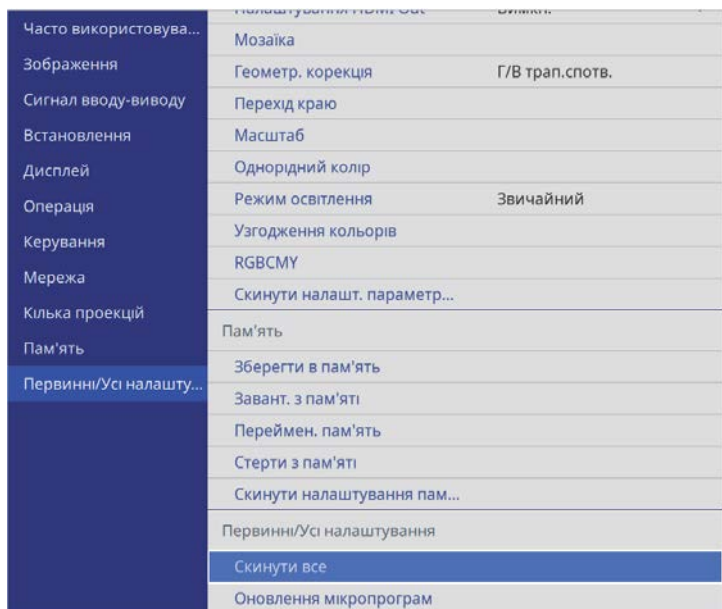 Часто використовува...
Зображення
Сигнал вводу-виводу
Встановлення
Дисплей
Операція
Керування
Мережа
Кілька проекцій
Пам'ять
Первинні/Усі налашту...
Мозаїка
Геометр. корекція Г/В трап.спотв.
Перехід краю
Масштаб
Однорідний колір
Режим освітлення Звичайний
Узгодження кольорів
RGBCMY
Скинути налашт. параметр...
Пам'ять
Зберегти в пам'ять
Завант. з пам'яті
Переймен. пам'ять
Стерти з пам'яті
Скинути налаштування пам...
Первинні/Усі налаштування
Скинути все
Оновлення мікропрограм